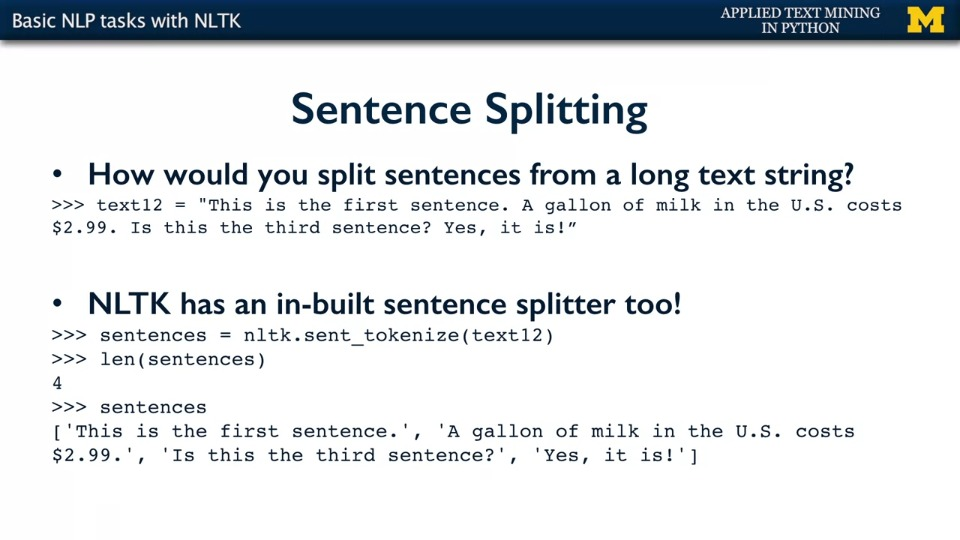 Basic NLP tasks with NLTK
APPLIED TEXT MINING
IN PYTHON
M
Sentence Splitting
• How would you split sentences from a long text string?
>>> text12 = "This is the first sentence. A gallon of milk in the U.S. costs
$2.99. Is this the third sentence? Yes, it is!”
• NLTK has an in-built sentence splitter too!
>>> sentences = nltk.sent_tokenize(text12)
>>> len(sentences)
4
>>> sentences
['This is the first sentence.', 'A gallon of milk in the U.S. costs
$2.99.', 'Is this the third sentence?', 'Yes, it is!']